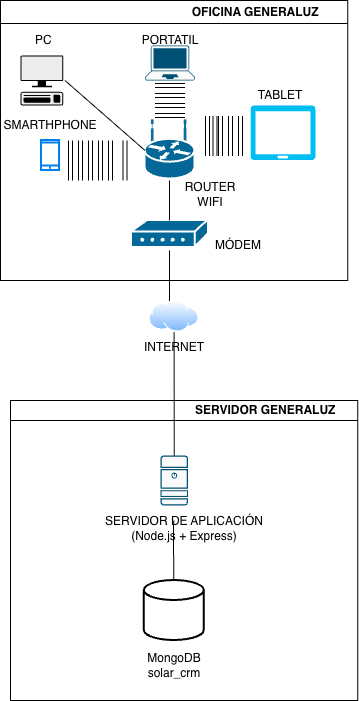 OFICINA GENERALUZ
PC
PORTATIL
TABLET
SMARTHPHONE
ROUTER
WIFI
MÓDEM
INTERNET
SERVIDOR GENERALUZ
SERVIDOR DE APLICACIÓN
(Node.js + Express)
MongoDB
solar_crm